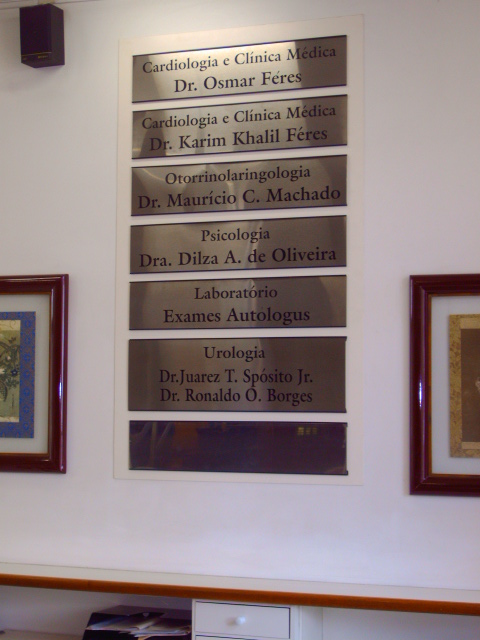 Cardiologia e Clínica Médica
Dr. Osmar Féres
Cardiologia e Clínica Médica
Dr. Karim Khalil Féres
Otorrinolaringologia
Dr. Maurício C. Machado
Psicologia
Dra. Dilza A. de Oliveira
Laboratório
Exames Autologus
Urologia
Dr.Juarez T. Spósito Jr.
Dr. Ronaldo O. Borges